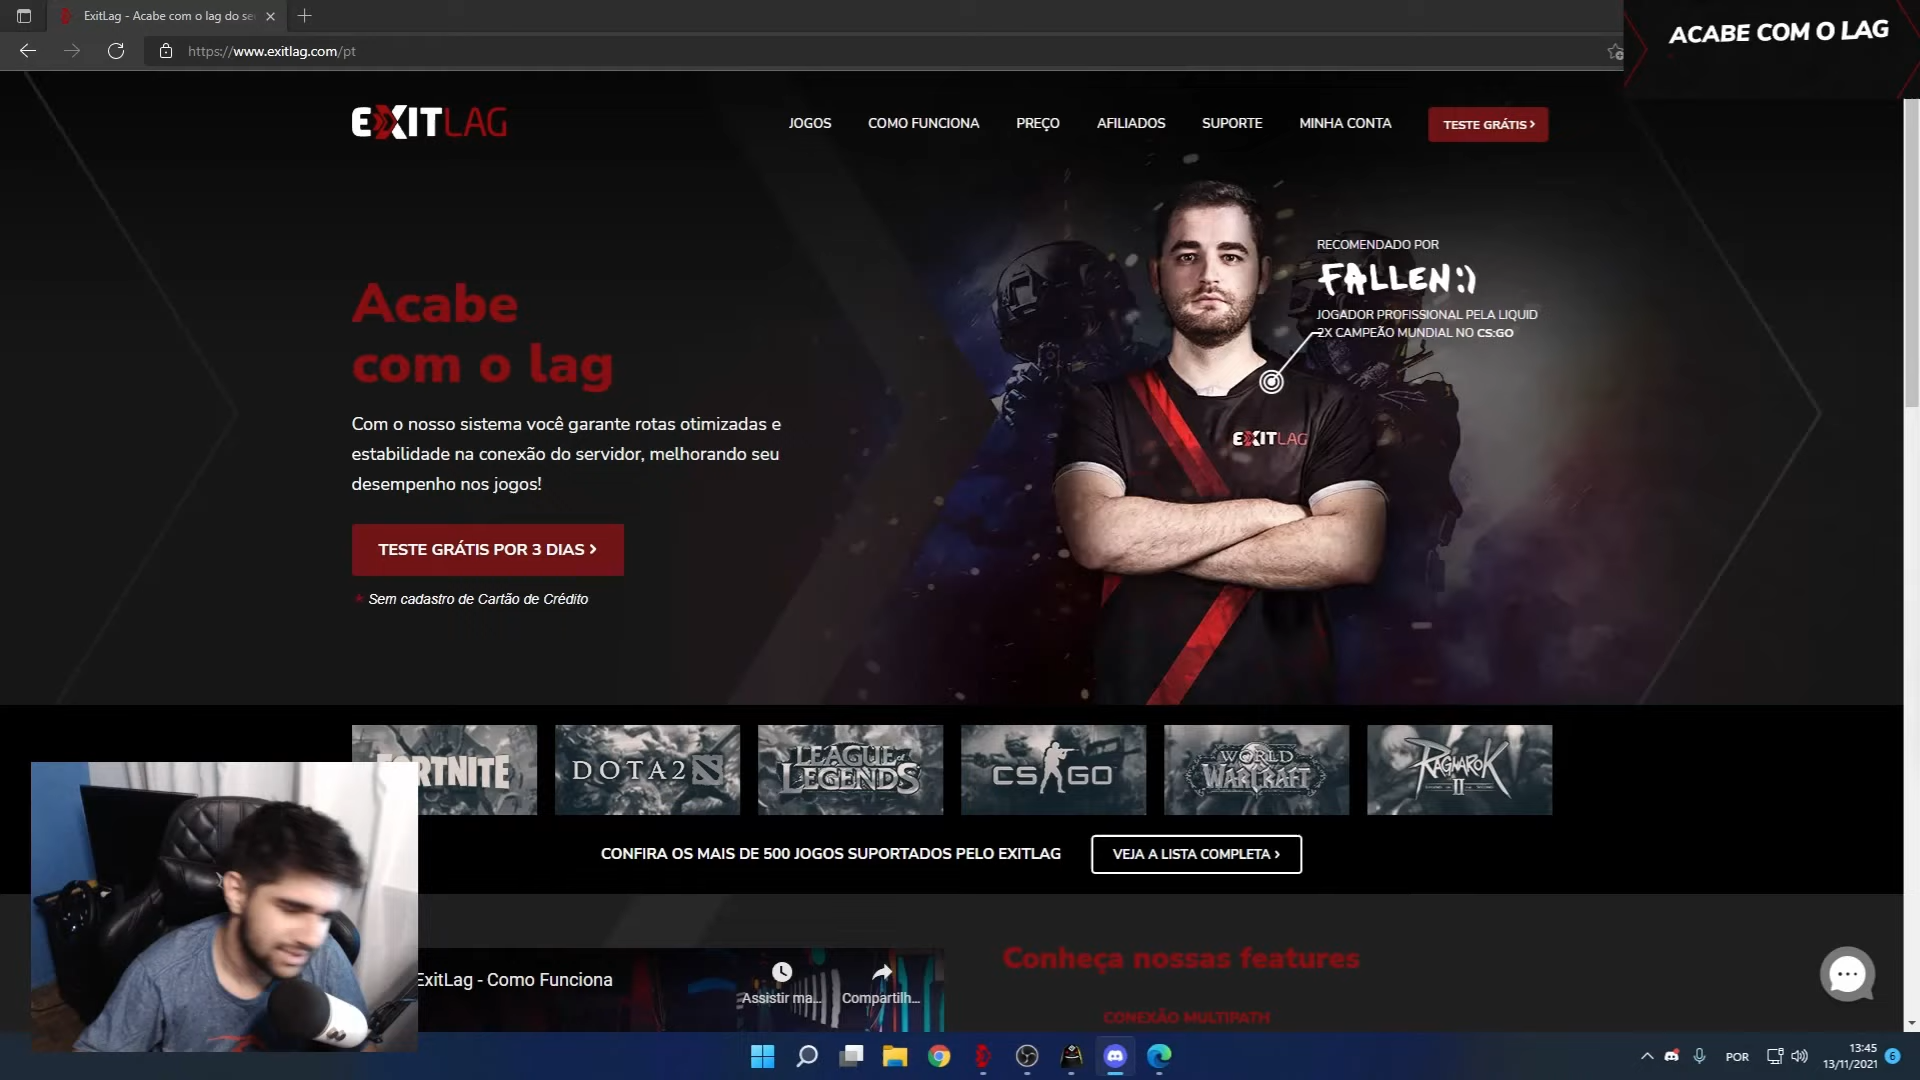 ExitLag - Acabe com o lag do se
ACABE COM O LAG
https://www.exitlag.com/pt
EXITLAG
JOGOS
COMO FUNCIONA
PREÇO
AFILIADOS
SUPORTE
MINHA CONTA
TESTE GRÁTIS
RECOMENDADO POR
FALLEN:)
JOGADOR PROFISSIONAL PELA LIQUID
2X CAMPEÃO MUNDIAL NO CS:GO
Acabe
com o lag
Com o nosso sistema você garante rotas otimizadas e
estabilidade na conexão do servidor, melhorando seu
desempenho nos jogos!
EXITLAG
TESTE GRÁTIS POR 3 DIAS
* Sem cadastro de Cartão de Crédito
FORTNITE
DOTA 2
LEAGUE of
LEGENDS
CS GO
WORLD
WARCRAFT
RAGNAROK
II
CONFIRA OS MAIS DE 500 JOGOS SUPORTADOS PELO EXITLAG
VEJA A LISTA COMPLETA
ExitLag - Como Funciona
Assistir ma...
Compartilh...
Conheça nossas features
CONEXÃO MULTIPATH
POR
13:45
13/11/2021
6